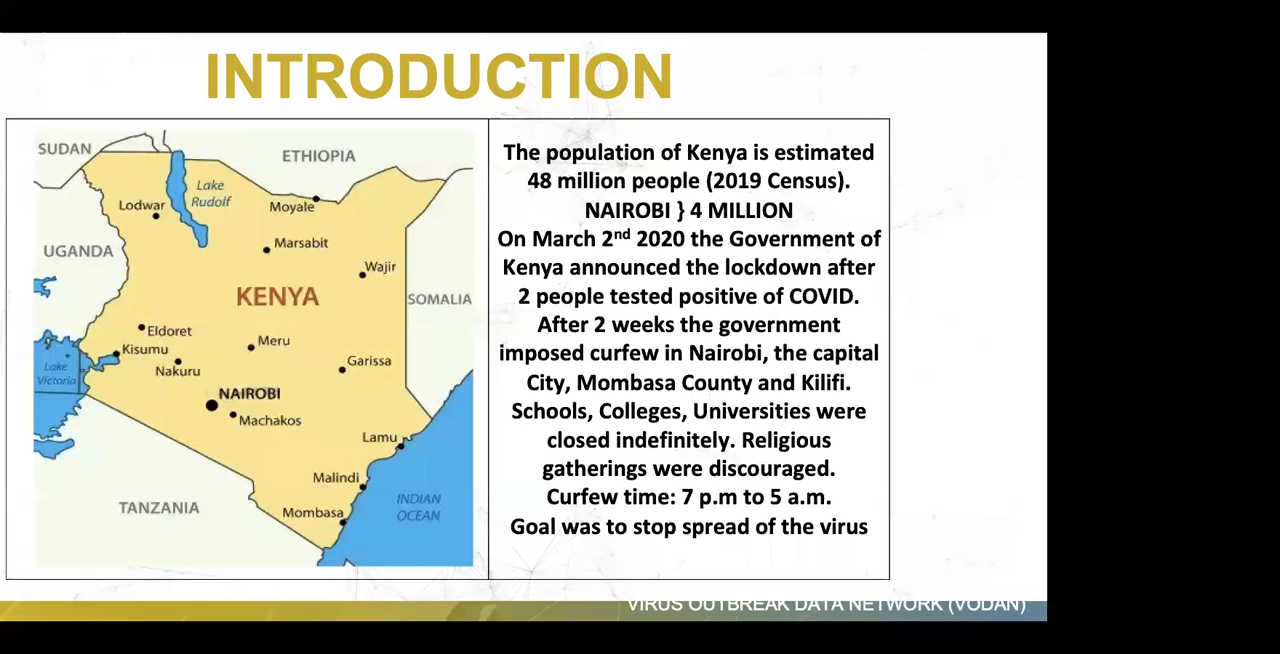 INTRODUCTION
SUDAN
ETHIOPIA
Lake
Rudolf
Lodwar
Moyale
Marsabit
UGANDA
Wajir
KENYA
SOMALIA
Eldoret
Kisumu
Meru
Nakuru
Garissa
Lake
Victoria
NAIROBI
Machakos
Lamu
Malindi
INDIAN
OCEAN
TANZANIA
Mombasa
The population of Kenya is estimated
48 million people (2019 Census).
NAIROBI } 4 MILLION
On March 2nd 2020 the Government of
Kenya announced the lockdown after
2 people tested positive of COVID.
After 2 weeks the government
imposed curfew in Nairobi, the capital
City, Mombasa County and Kilifi.
Schools, Colleges, Universities were
closed indefinitely. Religious
gatherings were discouraged.
Curfew time: 7 p.m to 5 a.m.
Goal was to stop spread of the virus
VIRUS OUTBREAK DATA NETWORK (VODAN)